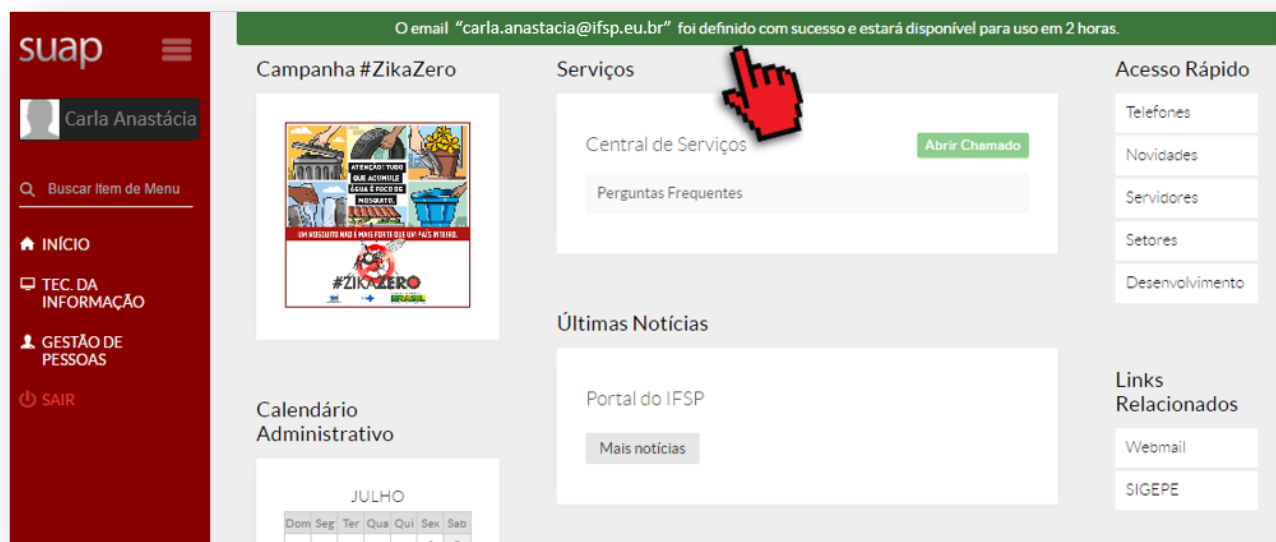 O email “carla.anastacia@ifsp.eu.br” foi definido com sucesso e estará disponível para uso em 2 horas.
suap
Carla Anastácia
Buscar Item de Menu
INÍCIO
TEC. DA
INFORMAÇÃO
GESTÃO DE
PESSOAS
SAIR
Campanha #ZikaZero
ATENÇÃO! TUDO
QUE ACUMULE
ÁGUA É FOCO DE
MOSQUITO.
UM MOSQUITO NÃO É MAIS FORTE QUE UM PAÍS INTEIRO.
#ZIKAZERO
BRASIL
Calendário
Administrativo
JULHO
Dom Seg Ter Qua Qui Sex Sab
Serviços
Central de Serviços
Abrir Chamado
Perguntas Frequentes
Últimas Notícias
Portal do IFSP
Mais notícias
Acesso Rápido
Telefones
Novidades
Servidores
Setores
Desenvolvimento
Links
Relacionados
Webmail
SIGEPE